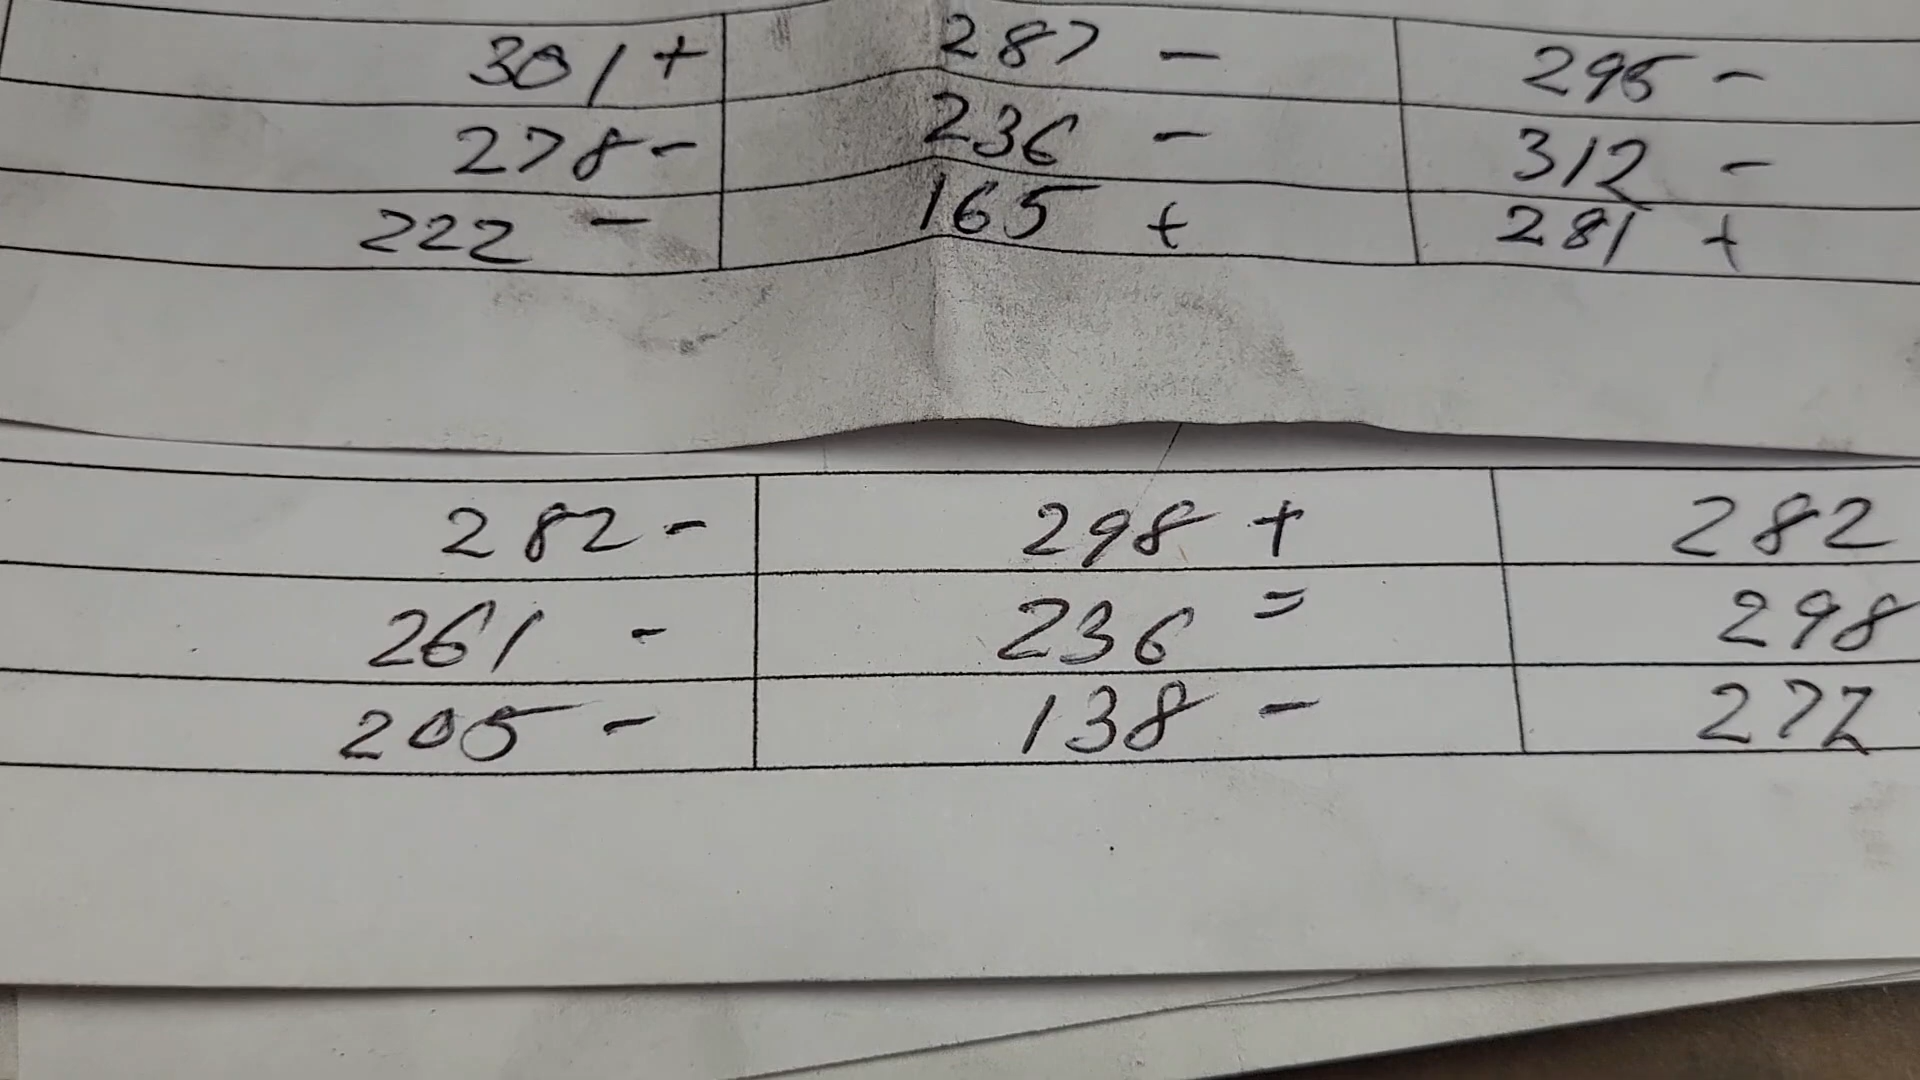 301 + 287 - 295 -
278 - 236 - 312 -
222 - 165 + 281 +
282 - 298 + 282
261 - 236 = 298
205 - 138 - 272